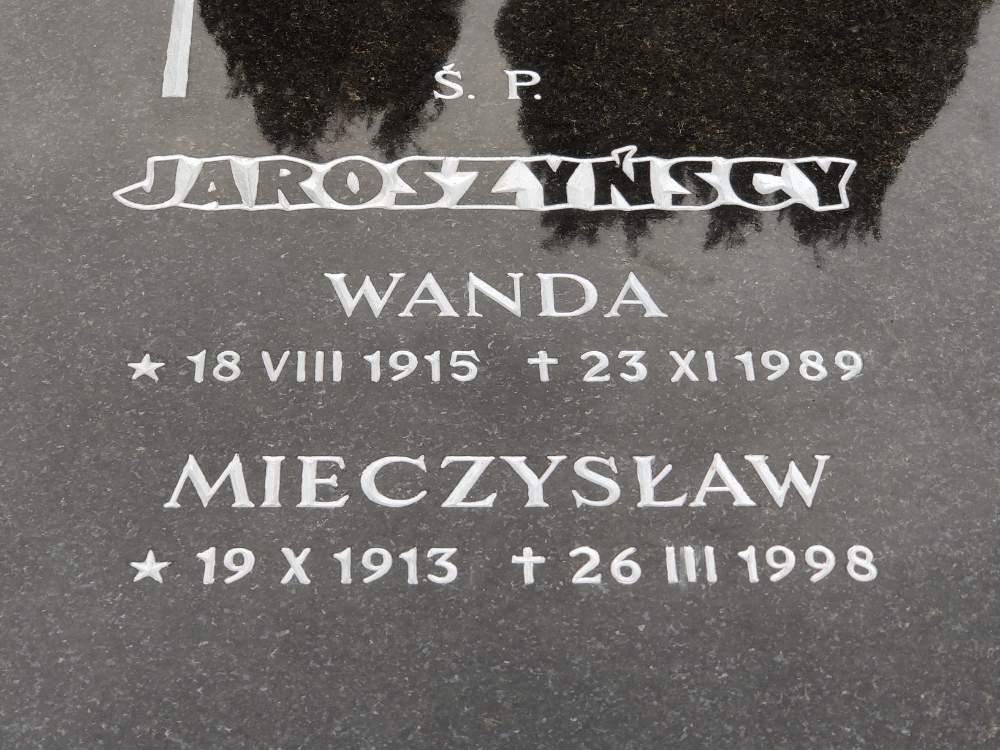 Ś. P.
JAROSZYŃSCY
WANDA
★ 18 VIII 1915 ✝ 23 XI 1989
MIECZYSŁAW
★ 19 X 1913 ✝ 26 III 1998